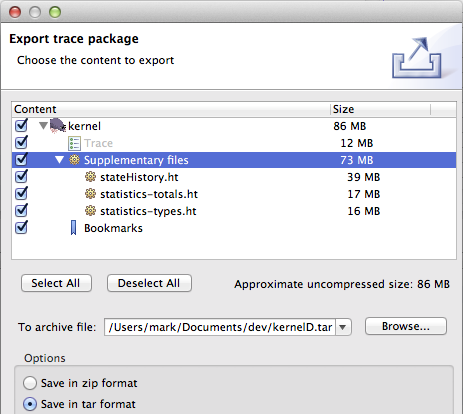 Export trace package
Choose the content to export
Content Size
kernel 86 MB
Trace 12 MB
Supplementary files 73 MB
stateHistory.ht 39 MB
statistics-totals.ht 17 MB
statistics-types.ht 16 MB
Bookmarks
Select All Deselect All Approximate uncompressed size: 86 MB
To archive file: /Users/mark/Documents/dev/kernelD.tar Browse...
Options
Save in zip format
Save in tar format